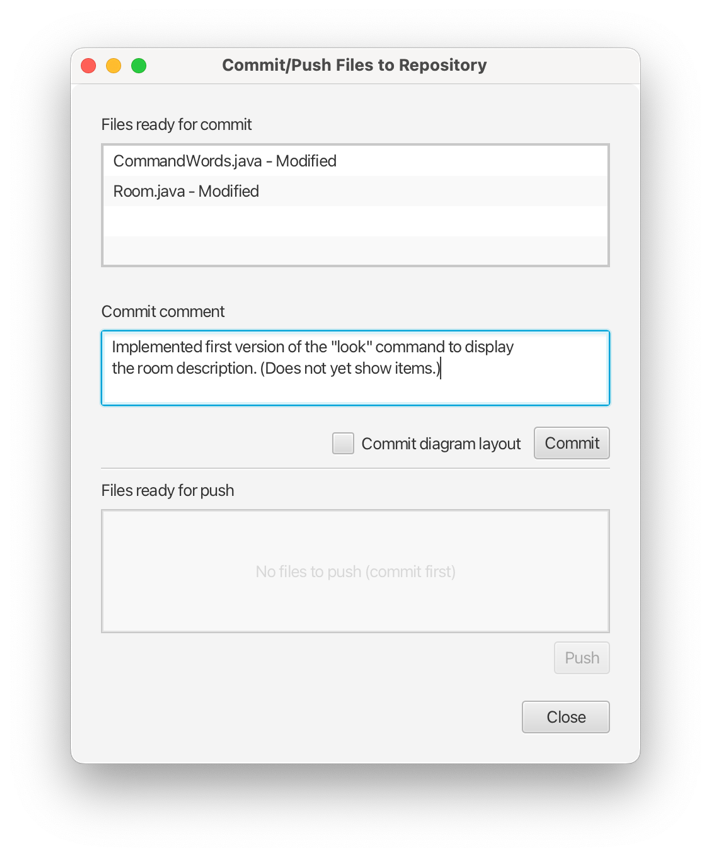 Commit/Push Files to Repository
Files ready for commit
CommandWords.java - Modified
Room.java - Modified
Commit comment
Implemented first version of the "look" command to display
the room description. (Does not yet show items.)
Commit diagram layout
Commit
Files ready for push
No files to push (commit first)
Push
Close